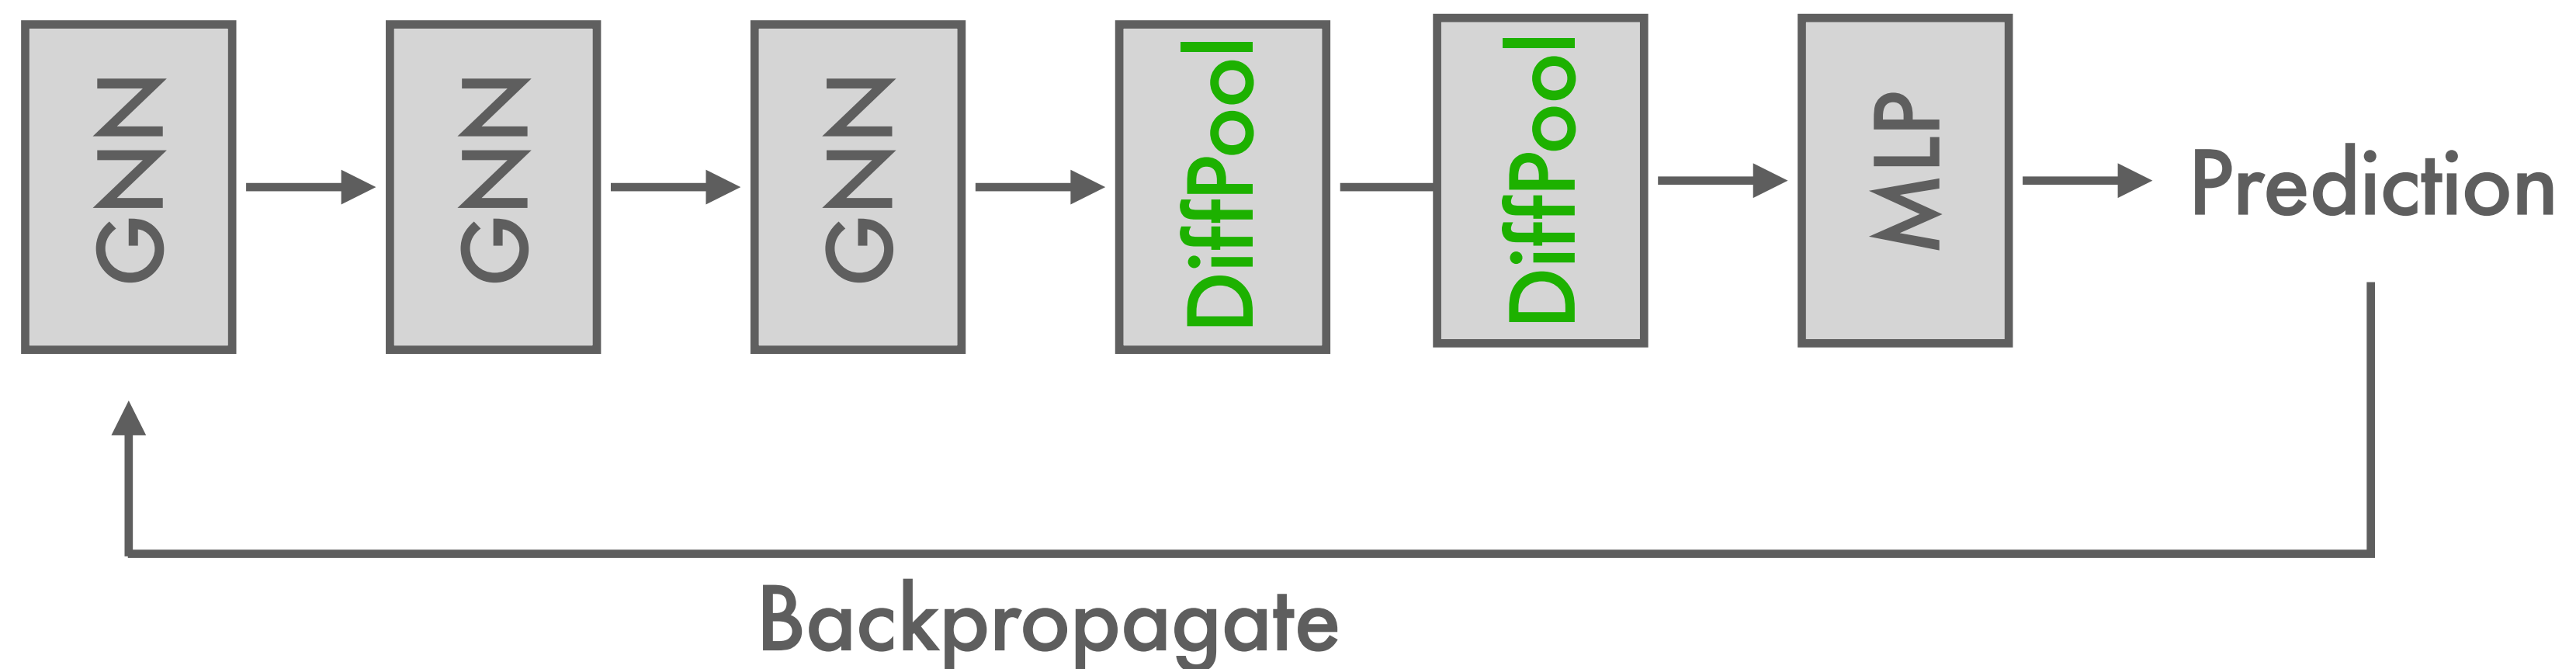 GNN
GNN
GNN
DiffPool
DiffPool
MLP
Prediction
Backpropagate